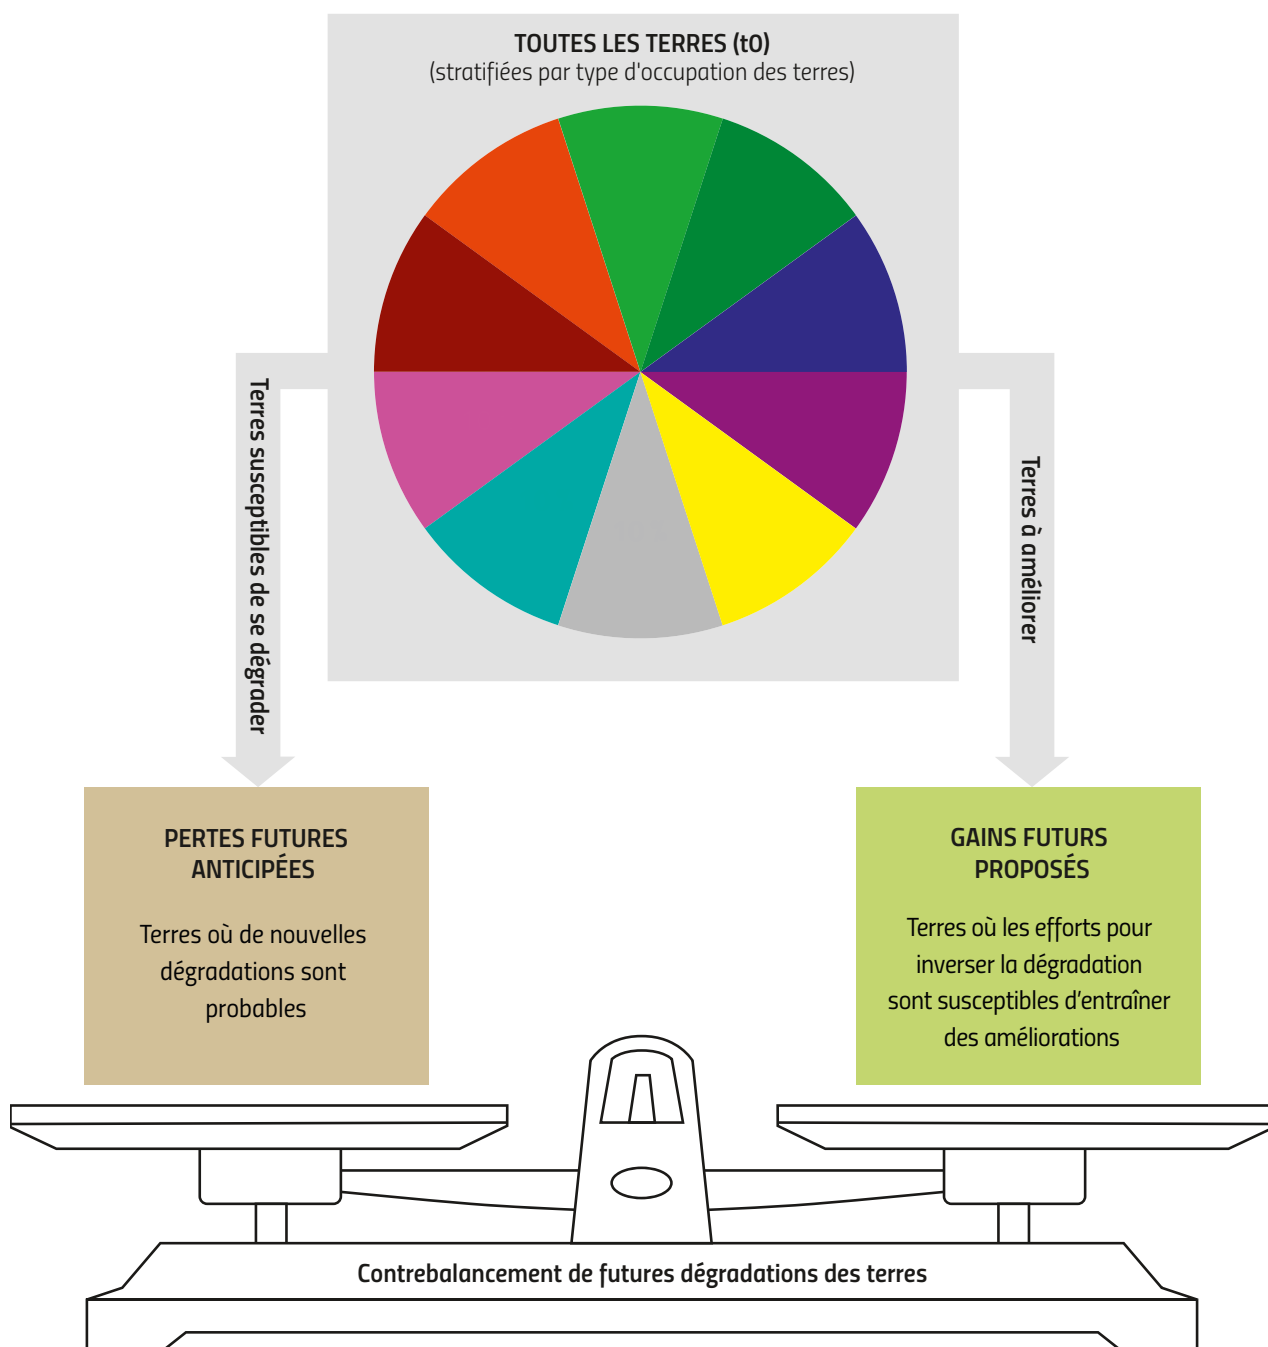 TOUTES LES TERRES (t0)
(stratifiées par type d'occupation des terres)
Terres susceptibles de se dégrader
Terres à améliorer
PERTES FUTURES
ANTICIPÉES
Terres où de nouvelles
dégradations sont
probables
GAINS FUTURS
PROPOSÉS
Terres où les efforts pour
inverser la dégradation
sont susceptibles d’entraîner
des améliorations
Contrebalancement de futures dégradations des terres